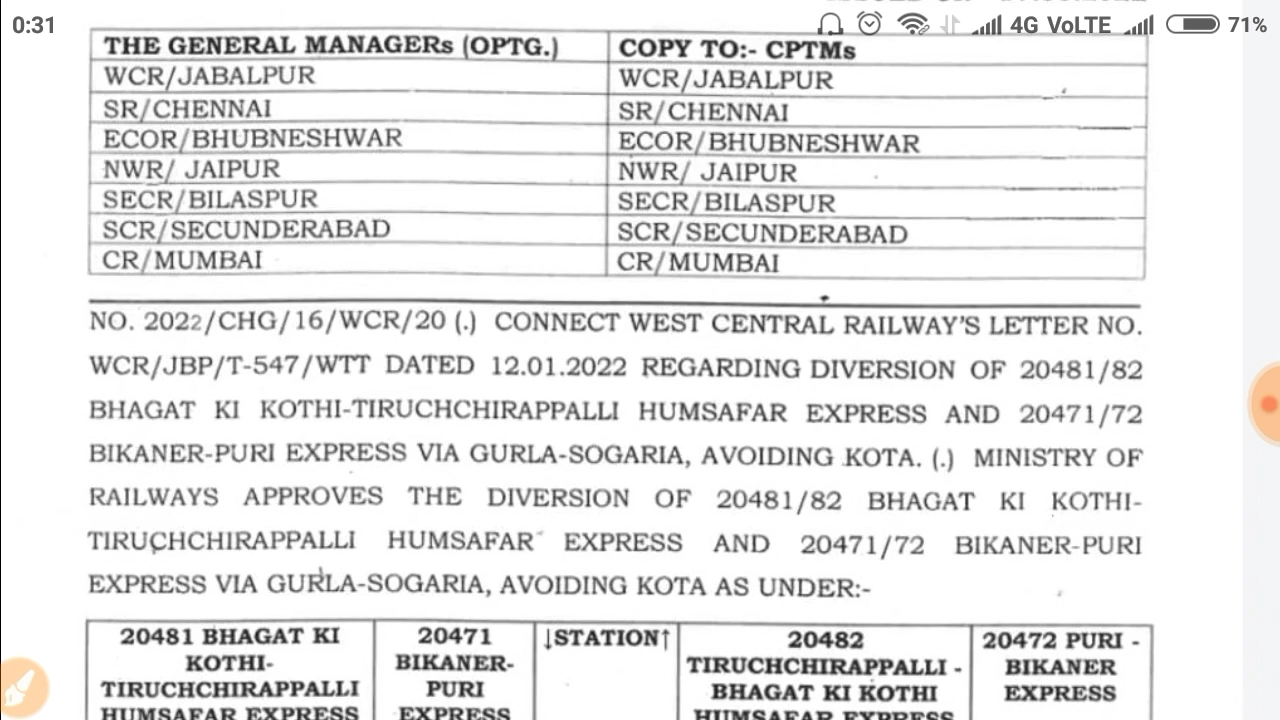 0:31 4G VoLTE 71%
THE GENERAL MANAGERs (OPTG.) COPY TO:- CPTMs
WCR/JABALPUR WCR/JABALPUR
SR/CHENNAI SR/CHENNAI
ECOR/BHUBNESHWAR ECOR/BHUBNESHWAR
NWR/ JAIPUR NWR/ JAIPUR
SECR/BILASPUR SECR/BILASPUR
SCR/SECUNDERABAD SCR/SECUNDERABAD
CR/MUMBAI CR/MUMBAI
NO. 2022/CHG/16/WCR/20 (.) CONNECT WEST CENTRAL RAILWAY'S LETTER NO.
WCR/JBP/T-547/WTT DATED 12.01.2022 REGARDING DIVERSION OF 20481/82
BHAGAT KI KOTHI-TIRUCHCHIRAPPALLI HUMSAFAR EXPRESS AND 20471/72
BIKANER-PURI EXPRESS VIA GURLA-SOGARIA, AVOIDING KOTA. (.) MINISTRY OF
RAILWAYS APPROVES THE DIVERSION OF 20481/82 BHAGAT KI KOTHI-
TIRUCHCHIRAPPALLI HUMSAFAR EXPRESS AND 20471/72 BIKANER-PURI
EXPRESS VIA GURLA-SOGARIA, AVOIDING KOTA AS UNDER:-
20481 BHAGAT KI 20471 ↓STATION↑ 20482 20472 PURI -
KOTHI- BIKANER- TIRUCHCHIRAPPALLI - BIKANER
TIRUCHCHIRAPPALLI PURI BHAGAT KI KOTHI EXPRESS
HUMSAFAR EXPRESS EXPRESS HUMSAFAR EXPRESS